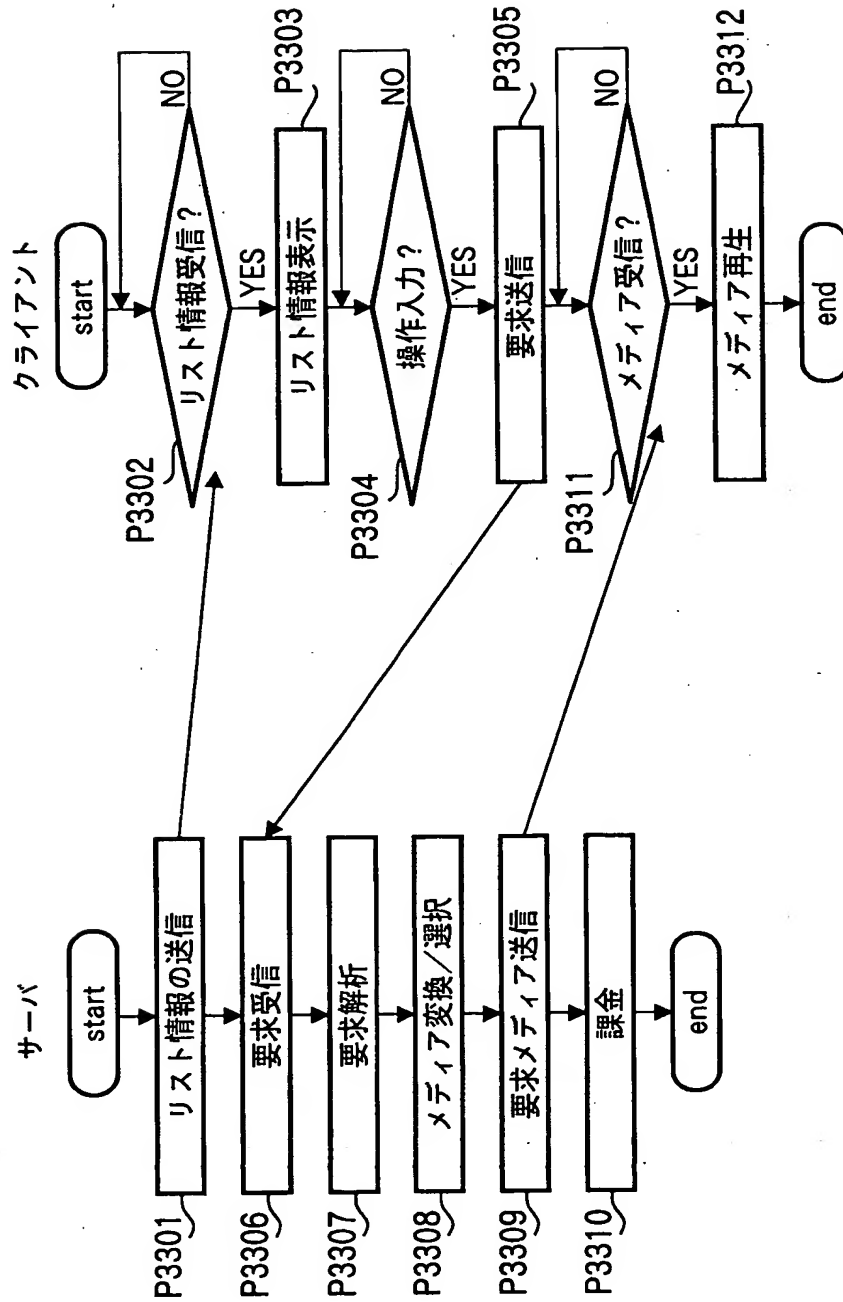 サーバ
start
P3301
リスト情報の送信
P3306
要求受信
P3307
要求解析
P3308
メディア変換/選択
P3309
要求メディア送信
P3310
課金
end
クライアント
start
P3302
リスト情報受信?
NO
YES
P3303
リスト情報表示
P3304
操作入力?
NO
YES
P3305
要求送信
P3311
メディア受信?
NO
YES
P3312
メディア再生
end